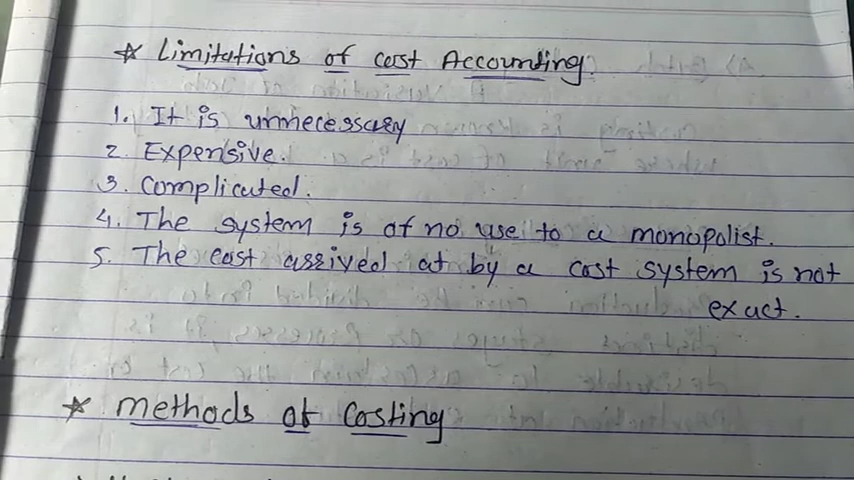 * Limitations of cost Accounting.
1. It is unnecessary
2. Expensive.
3. Complicated.
4. The system is of no use to a monopolist.
5. The cost assived at by a cost system is not
exact.
* methods of Costing